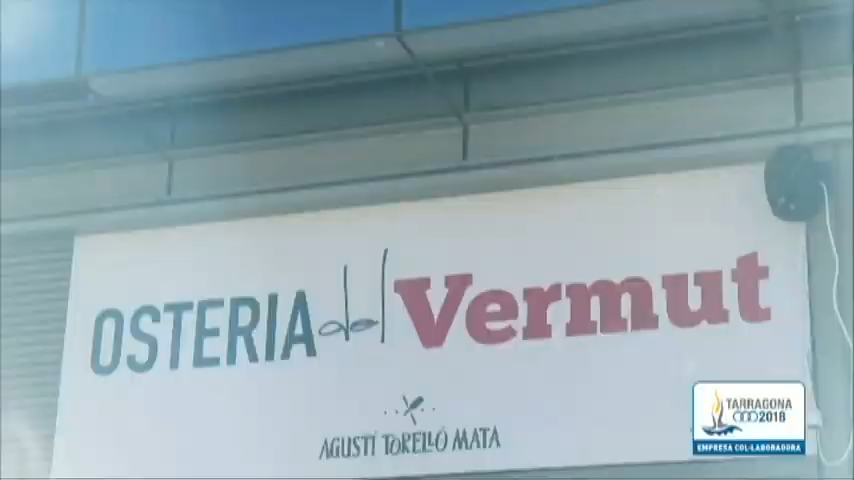 OSTERIA del Vermut
AGUSTÍ TORELLÓ MATA
TARRAGONA
2018
EMPRESA COL·LABORADORA